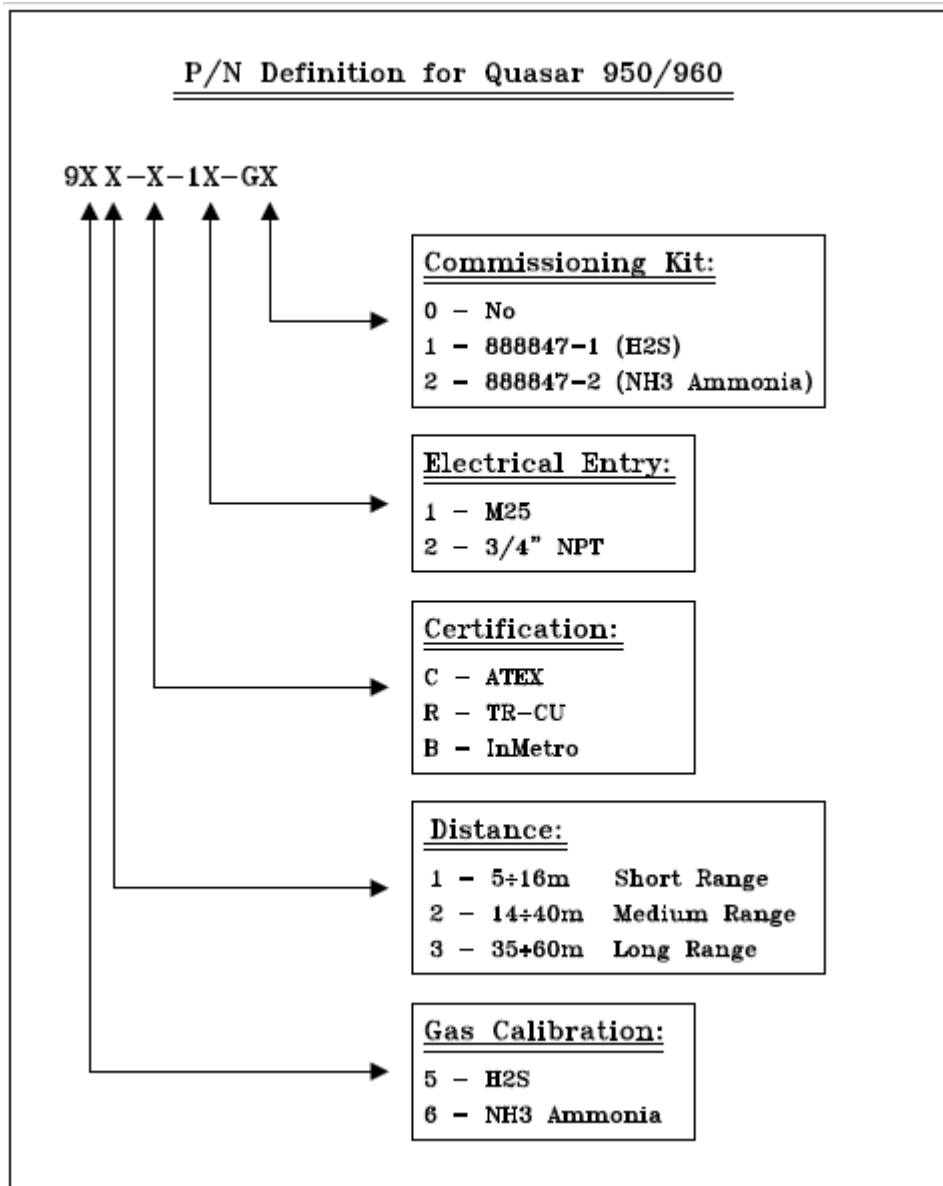 P/N Definition for Quasar 950/960
9X X-X-1X-GX
Commissioning Kit:
0 - No
1 - 888847-1 (H2S)
2 - 888847-2 (NH3 Ammonia)
Electrical Entry:
1 - M25
2 - 3/4" NPT
Certification:
C - ATEX
R - TR-CU
B - InMetro
Distance:
1 - 5÷16m Short Range
2 - 14÷40m Medium Range
3 - 35÷60m Long Range
Gas Calibration:
5 - H2S
6 - NH3 Ammonia